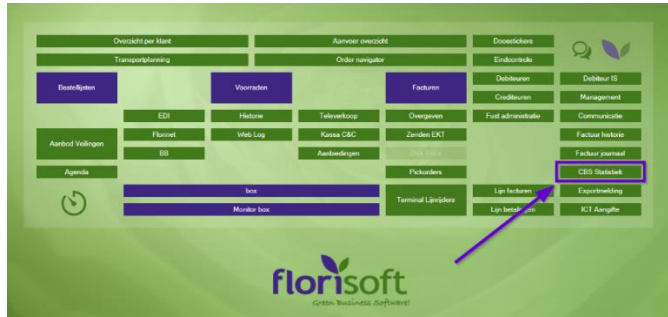 Overzicht per klant
Aanvoer overzicht
Doosstickers
Transportplanning
Order navigator
Eindcontrole
Bestellijsten
Voorraden
Facturen
Debiteuren
Debiteur IS
Crediteuren
Management
EDI
Historie
Televerkoop
Overgeven
Fust administratie
Communicatie
Aanbod Veilingen
Florinet
Web Log
Kassa C&C
Zenden EKT
Factuur historie
BB
Aanbiedingen
Factuur journaal
Agenda
Pickorders
CBS Statistiek
box
Terminal Lijnrijders
Lijn facturen
Exportmelding
Monitor box
Lijn betalingen
ICT Aangifte
florisoft
Green Business Software!